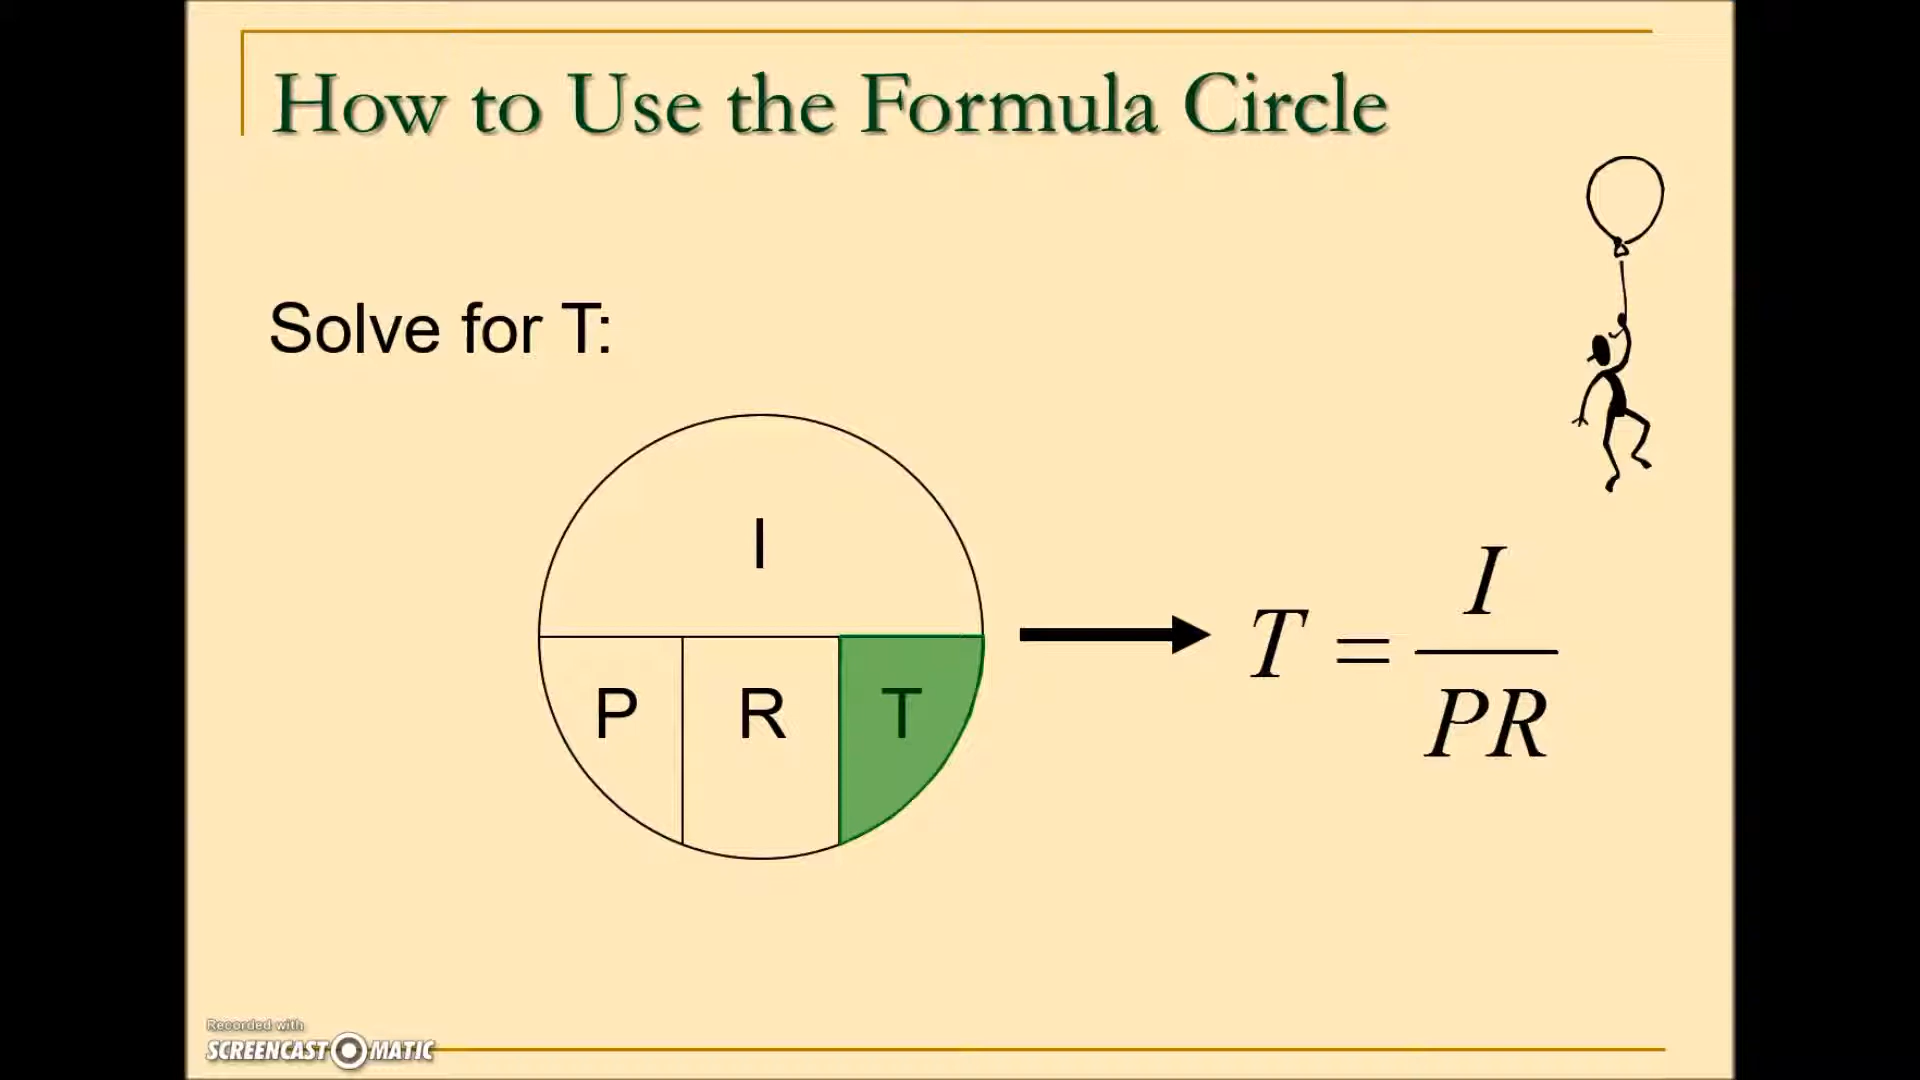 How to Use the Formula Circle
Solve for T:
I
P R T
T = I / PR
Recorded with
SCREENCAST O MATIC